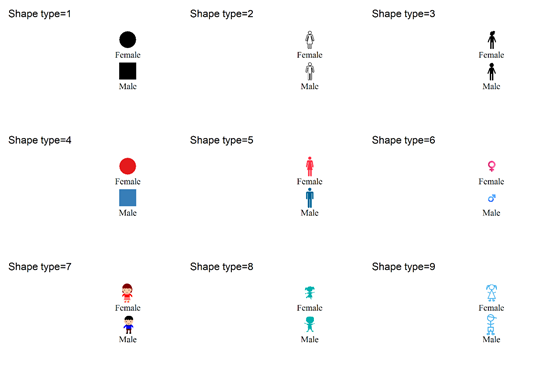 Shape type=1
Shape type=2
Shape type=3
Female
Female
Female
Male
Male
Male
Shape type=4
Shape type=5
Shape type=6
Female
Female
Female
Male
Male
Male
Shape type=7
Shape type=8
Shape type=9
Female
Female
Female
Male
Male
Male